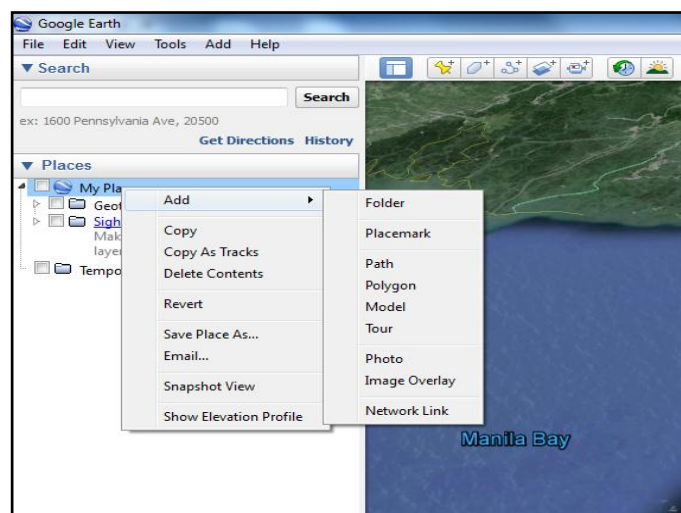 Google Earth
File Edit View Tools Add Help
Search
Search
ex: 1600 Pennsylvania Ave, 20500
Get Directions History
Places
My Pla
Geot
Sigh
Mak
layer
Tempo
Add
Copy
Copy As Tracks
Delete Contents
Revert
Save Place As...
Email...
Snapshot View
Show Elevation Profile
Folder
Placemark
Path
Polygon
Model
Tour
Photo
Image Overlay
Network Link
Manila Bay